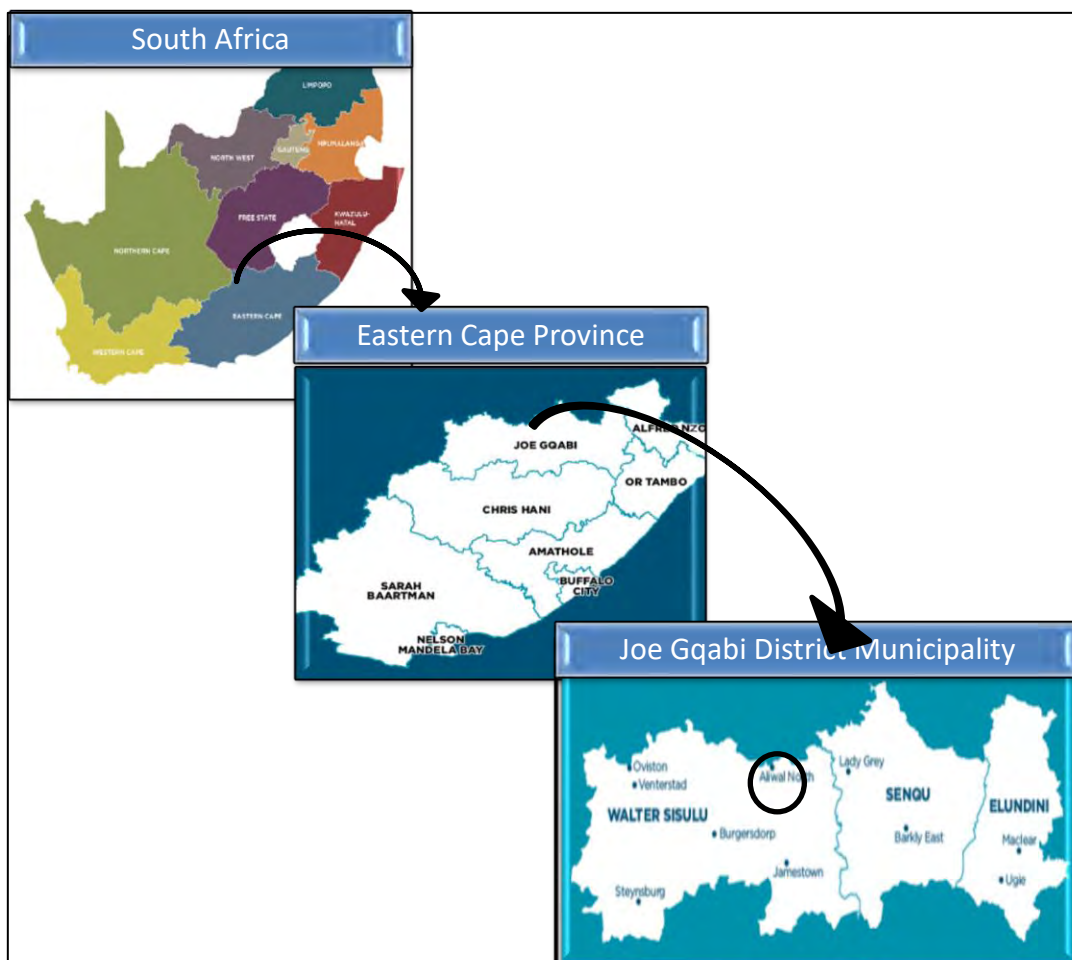 South Africa
LIMPOPO
MPUMALANGA
NORTH WEST
GAUTENG
FREE STATE
KWAZULU-
NATAL
NORTHERN CAPE
EASTERN CAPE
WESTERN CAPE
Eastern Cape Province
ALFRED NZO
JOE GQABI
OR TAMBO
CHRIS HANI
AMATHOLE
BUFFALO
CITY
SARAH
BAARTMAN
NELSON
MANDELA BAY
Joe Gqabi District Municipality
Oviston
Aliwal North
Lady Grey
Venterstad
SENQU
ELUNDINI
WALTER SISULU
Burgersdorp
Barkly East
Maclear
Jamestown
Ugie
Steynsburg